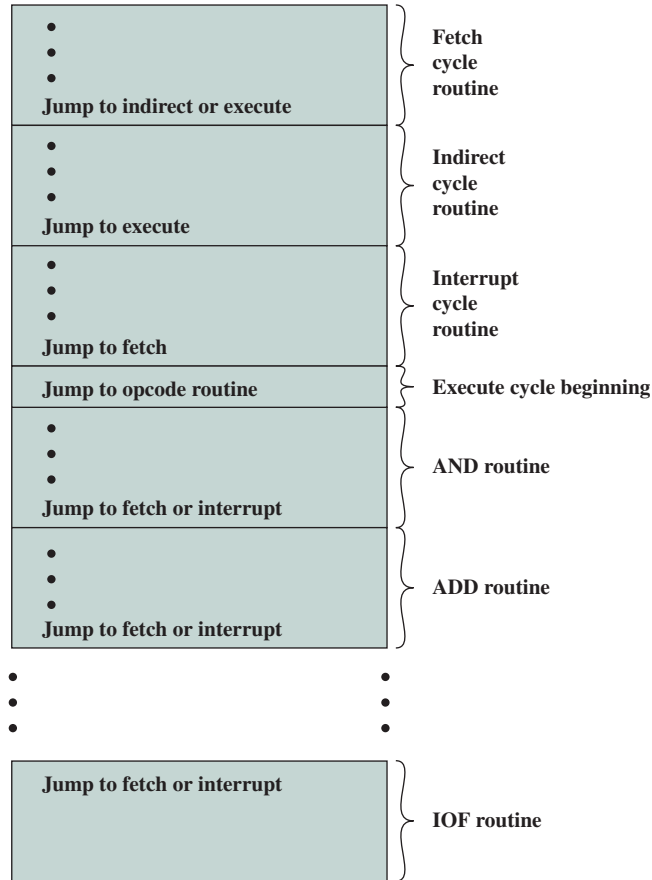 Jump to indirect or execute
Fetch
cycle
routine
Jump to execute
Indirect
cycle
routine
Jump to fetch
Interrupt
cycle
routine
Jump to opcode routine
Execute cycle beginning
Jump to fetch or interrupt
AND routine
Jump to fetch or interrupt
ADD routine
Jump to fetch or interrupt
IOF routine